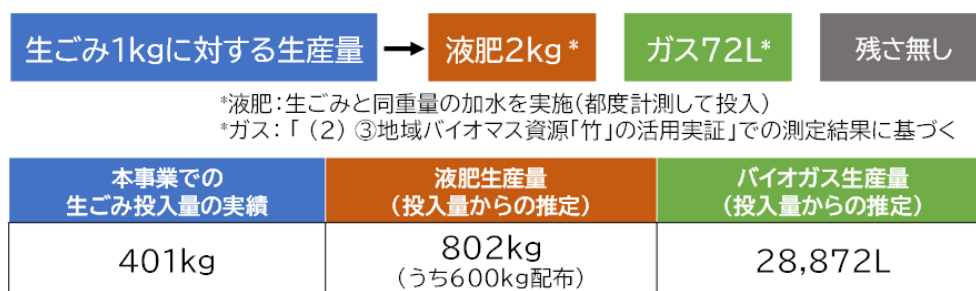 生ごみ1kgに対する生産量 → 液肥2kg* ガス72L* 残さ無し
*液肥：生ごみと同重量の加水を実施（都度計測して投入）
*ガス：「（2）③地域バイオマス資源「竹」の活用実証」での測定結果に基づく
本事業での
生ごみ投入量の実績
液肥生産量
（投入量からの推定）
バイオガス生産量
（投入量からの推定）
401kg
802kg
（うち600kg配布）
28,872L